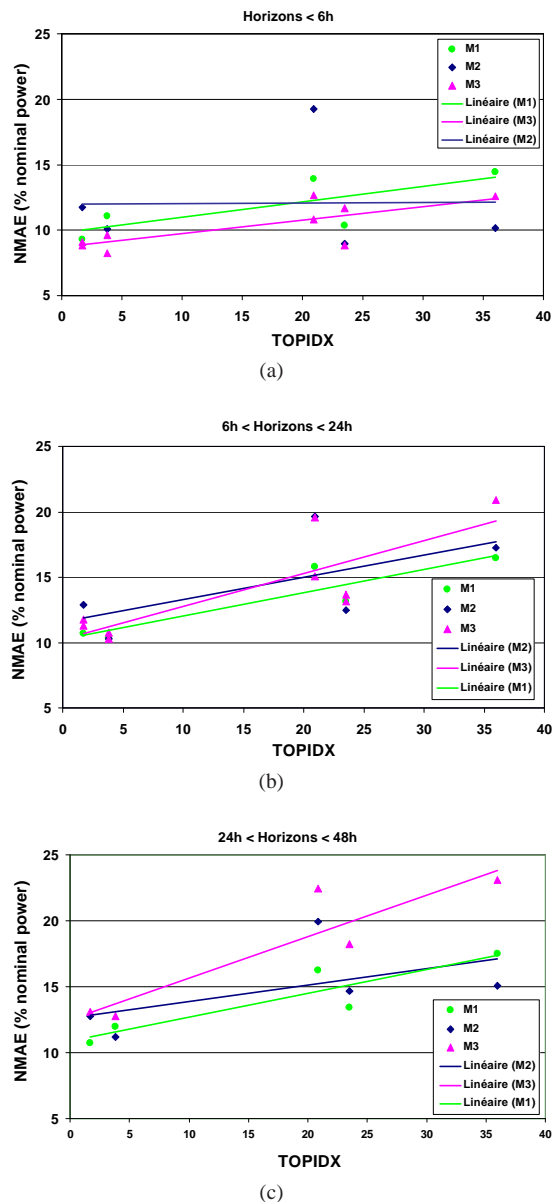 Horizons < 6h
25
20
15
10
5
0 5 10 15 20 25 30 35 40
NMAE (% nominal power)
TOPIDX
M1
M2
M3
Linéaire (M1)
Linéaire (M3)
Linéaire (M2)
(a)
6h < Horizons < 24h
25
20
15
10
5
0 5 10 15 20 25 30 35 40
NMAE (% nominal power)
TOPIDX
M1
M2
M3
Linéaire (M2)
Linéaire (M3)
Linéaire (M1)
(b)
24h < Horizons < 48h
25
20
15
10
5
0 5 10 15 20 25 30 35 40
NMAE (% nominal power)
TOPIDX
M1
M2
M3
Linéaire (M2)
Linéaire (M3)
Linéaire (M1)
(c)